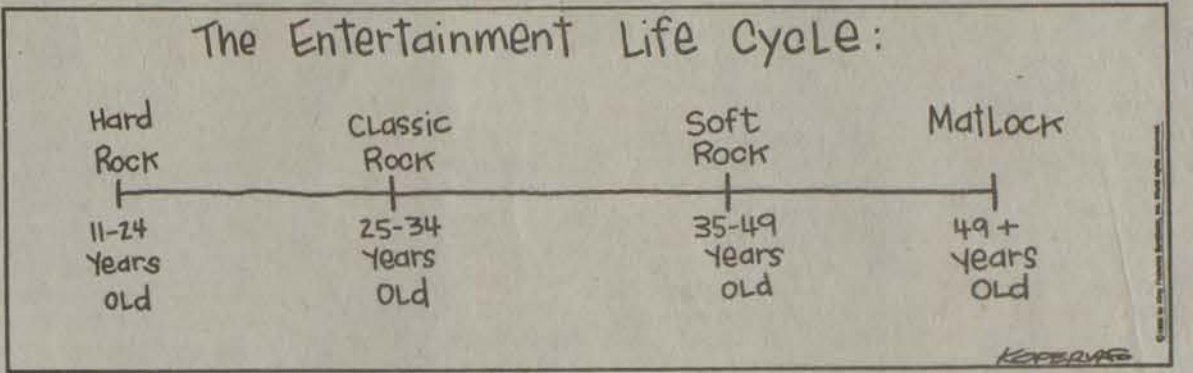 The Entertainment Life Cycle:
Hard
Rock
Classic
Rock
Soft
Rock
Matlock
11-24
Years
Old
25-34
Years
Old
35-49
Years
Old
49+
Years
Old